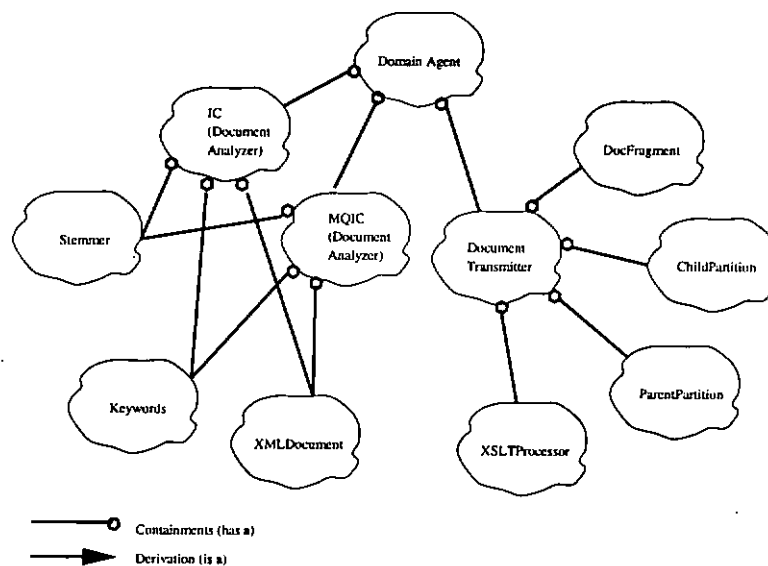 Domain Agent
IC
(Document
Analyzer)
DocFragment
Stemmer
MQIC
(Document
Analyzer)
Document
Transmitter
ChildPartition
Keywords
XMLDocument
XSLTProcessor
ParentPartition
Containments (has a)
Derivation (is a)